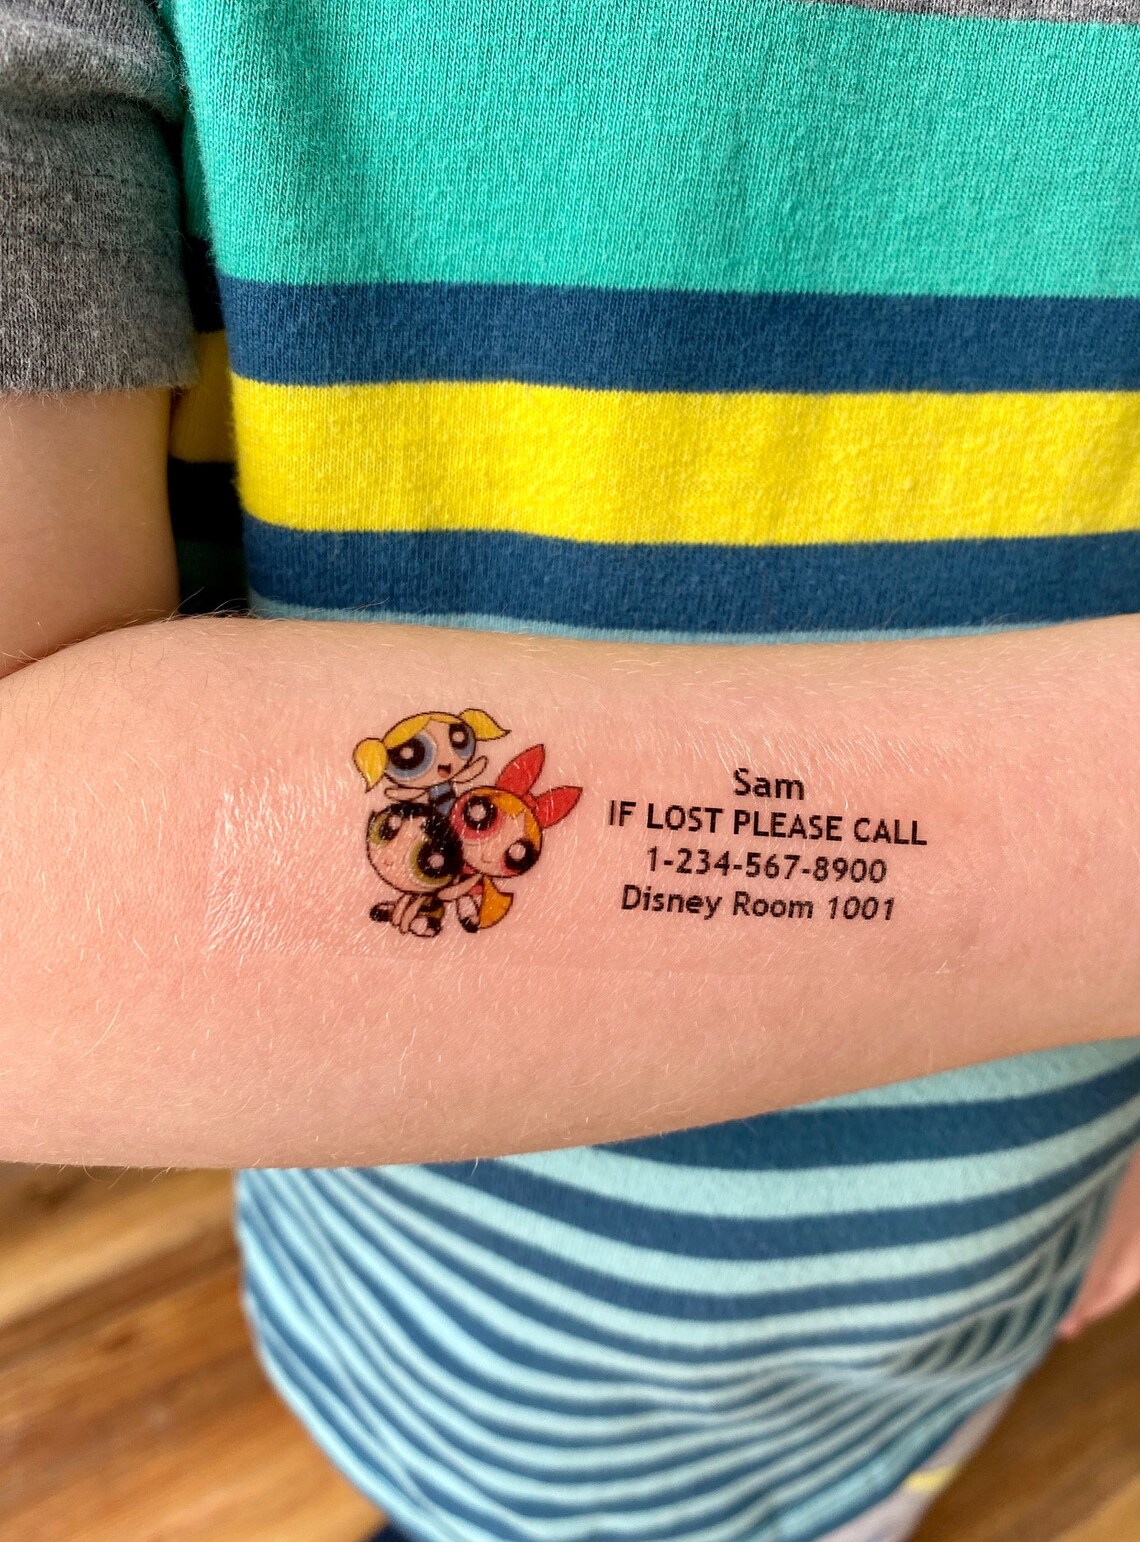 Sam
IF LOST PLEASE CALL
1-234-567-8900
Disney Room 1001